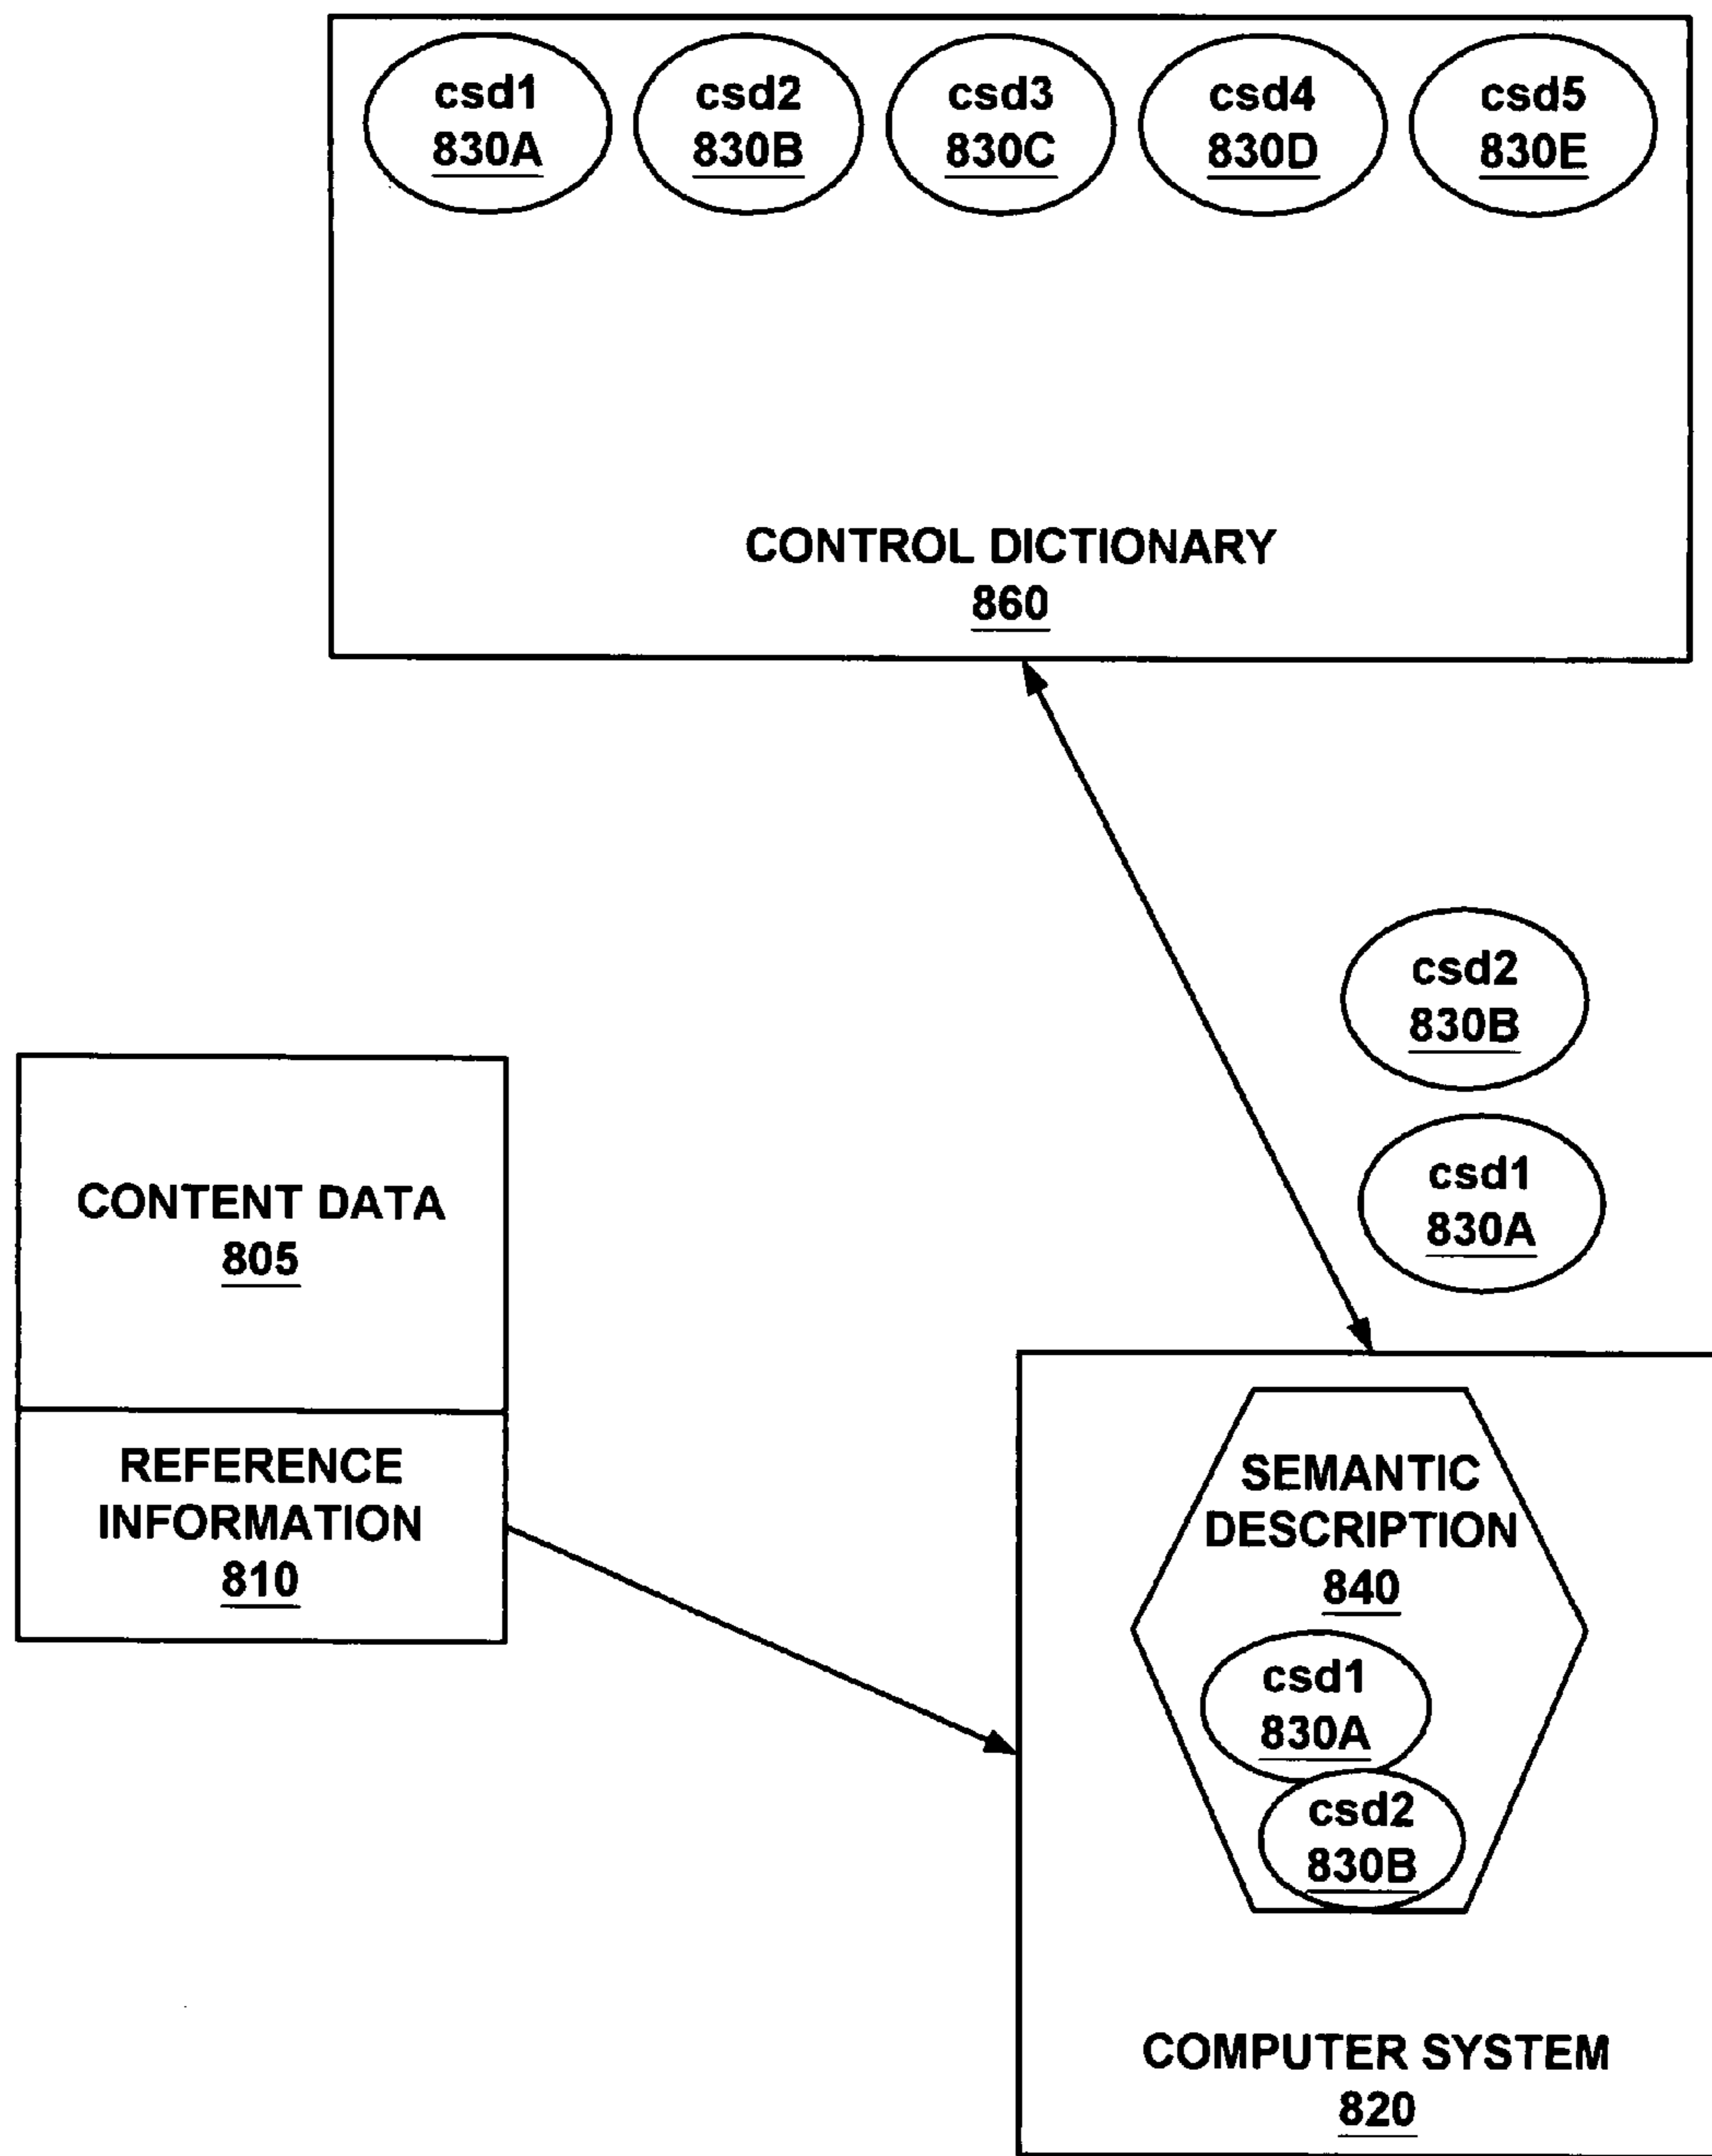 csd1
830A
csd2
830B
csd3
830C
csd4
830D
csd5
830E
CONTROL DICTIONARY
860
csd2
830B
csd1
830A
CONTENT DATA
805
REFERENCE
INFORMATION
810
SEMANTIC
DESCRIPTION
840
csd1
830A
csd2
830B
COMPUTER SYSTEM
820